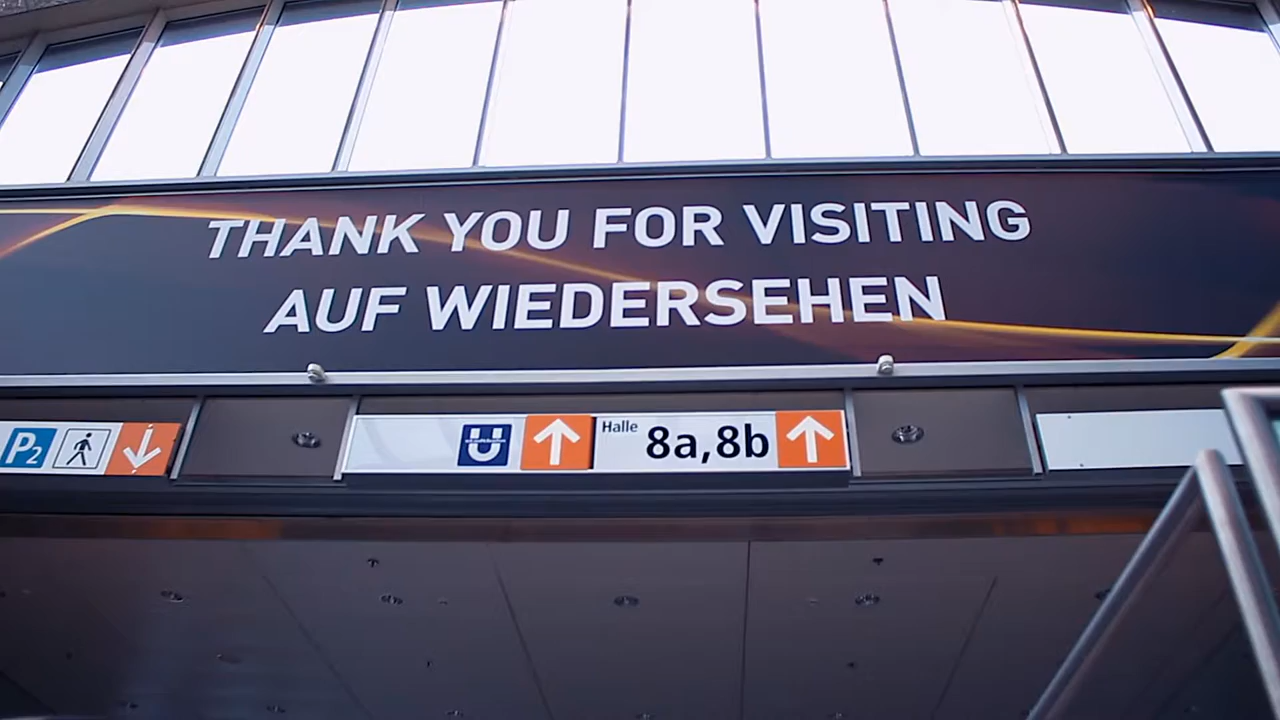 THANK YOU FOR VISITING
AUF WIEDERSEHEN
P2
U
Halle 8a,8b